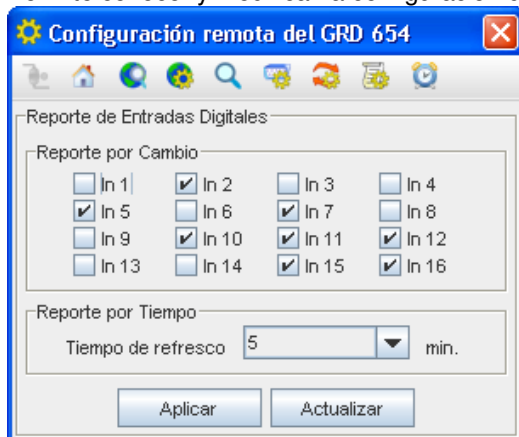 Configuración remota del GRD 654
Reporte de Entradas Digitales
Reporte por Cambio
In 1 In 2 In 3 In 4
In 5 In 6 In 7 In 8
In 9 In 10 In 11 In 12
In 13 In 14 In 15 In 16
Reporte por Tiempo
Tiempo de refresco 5 min.
Aplicar Actualizar